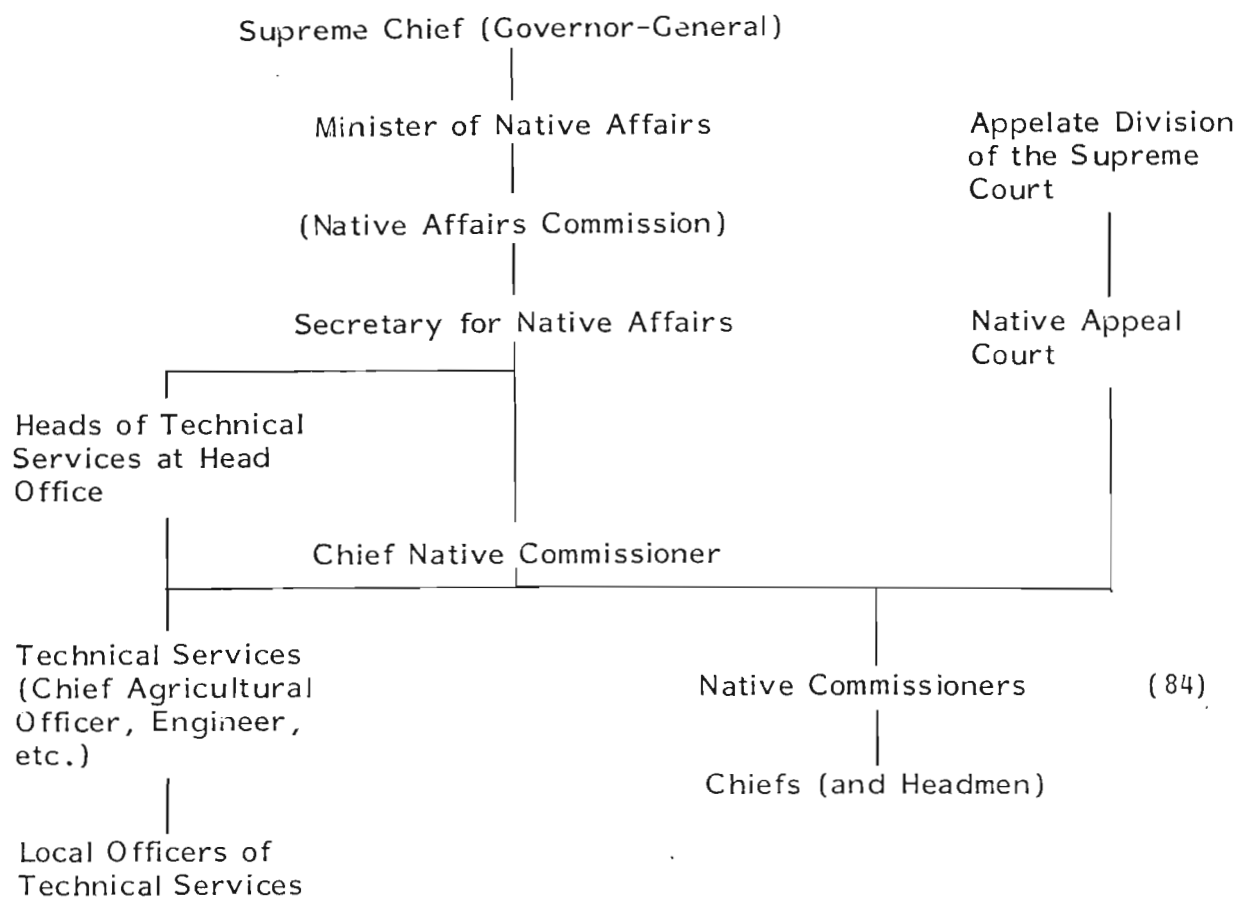 Supreme Chief (Governor-General)
Minister of Native Affairs
Appelate Division
of the Supreme
Court
(Native Affairs Commission)
Secretary for Native Affairs
Native Appeal
Court
Heads of Technical
Services at Head
Office
Chief Native Commissioner
Technical Services
(Chief Agricultural
Officer, Engineer,
etc.)
Native Commissioners (84)
Chiefs (and Headmen)
Local Officers of
Technical Services